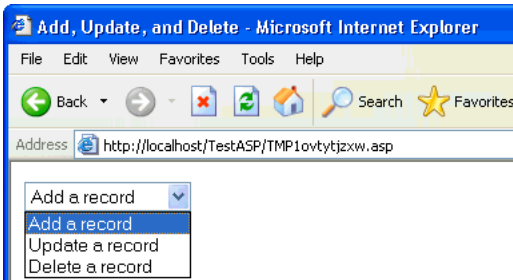 Add, Update, and Delete - Microsoft Internet Explorer
File Edit View Favorites Tools Help
Back Search Favorites
Address http://localhost/TestASP/TMP1ovtytjzxw.asp
Add a record
Add a record
Update a record
Delete a record